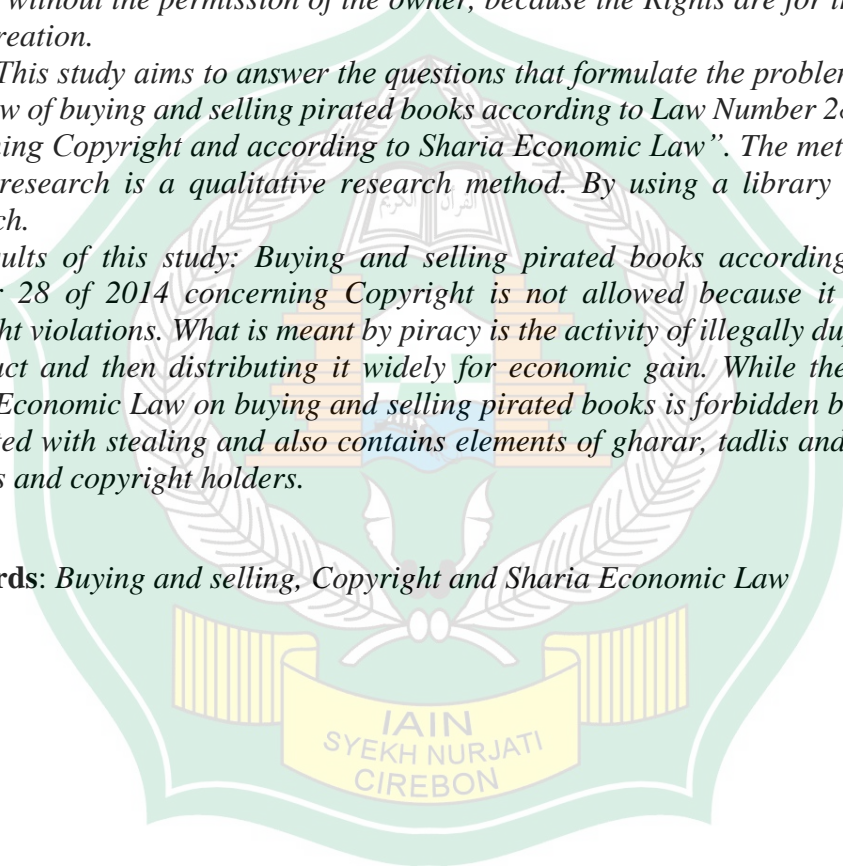 without the permission of the owner, because the Rights are for th
reation.
This study aims to answer the questions that formulate the problem
w of buying and selling pirated books according to Law Number 28
ning Copyright and according to Sharia Economic Law”. The met
research is a qualitative research method. By using a library
ch.
sults of this study: Buying and selling pirated books according
r 28 of 2014 concerning Copyright is not allowed because it
ht violations. What is meant by piracy is the activity of illegally du
uct and then distributing it widely for economic gain. While the
Economic Law on buying and selling pirated books is forbidden b
ted with stealing and also contains elements of gharar, tadlis and
s and copyright holders.
rds: Buying and selling, Copyright and Sharia Economic Law
القرآن الكريم
IAIN
SYEKH NURJATI
CIREBON